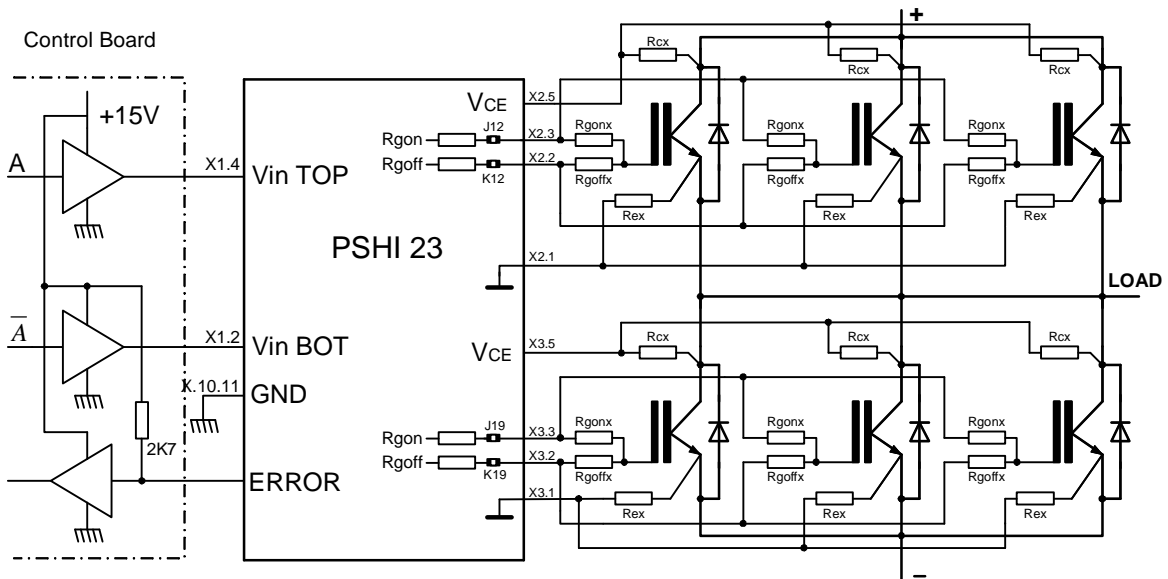 Control Board
+15V
A
X1.4
Vin TOP
A̅
X1.2
Vin BOT
X.10.11
GND
2K7
ERROR
PSHI 23
VCE
X2.5
Rgon
J12
X2.3
Rgoff
K12
X2.2
X2.1
VCE
X3.5
Rgon
J19
X3.3
Rgoff
K19
X3.2
X3.1
+
Rcx
Rcx
Rcx
Rgonx
Rgonx
Rgonx
Rgoffx
Rgoffx
Rgoffx
Rex
Rex
Rex
LOAD
Rcx
Rcx
Rcx
Rgonx
Rgonx
Rgonx
Rgoffx
Rgoffx
Rgoffx
Rex
Rex
Rex
−